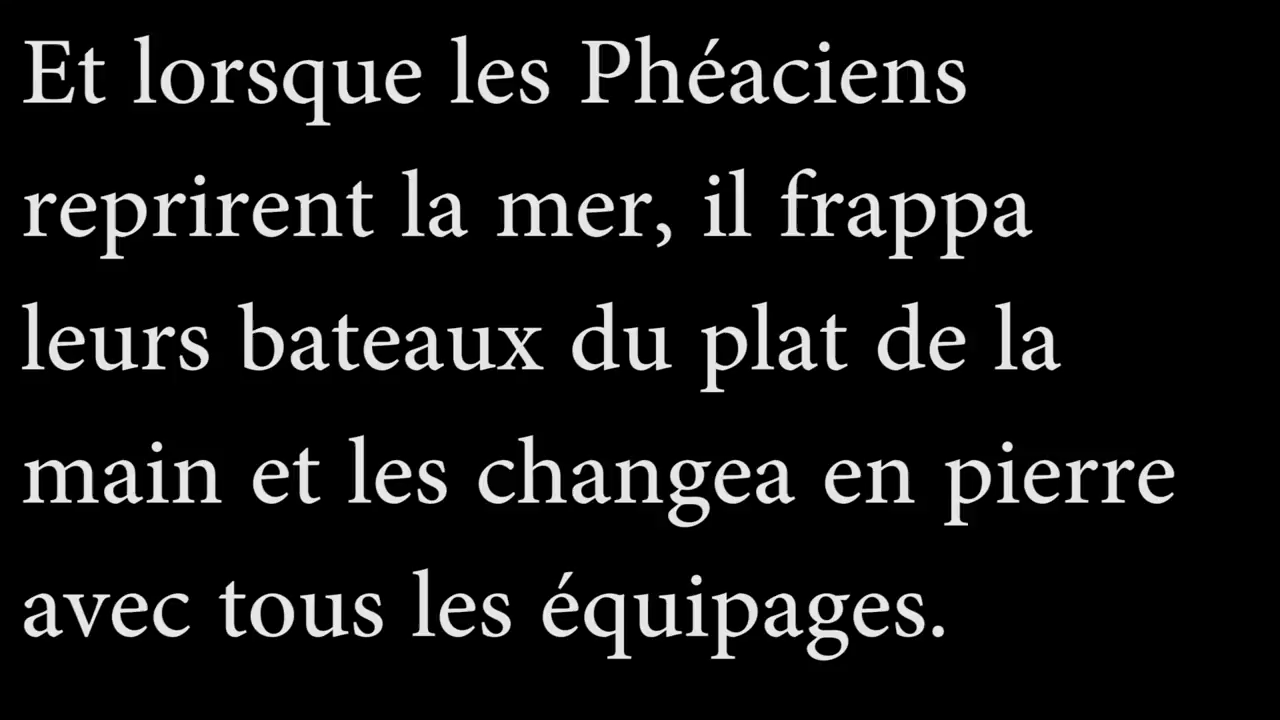 Et lorsque les Phéaciens
reprirent la mer, il frappa
leurs bateaux du plat de la
main et les changea en pierre
avec tous les équipages.